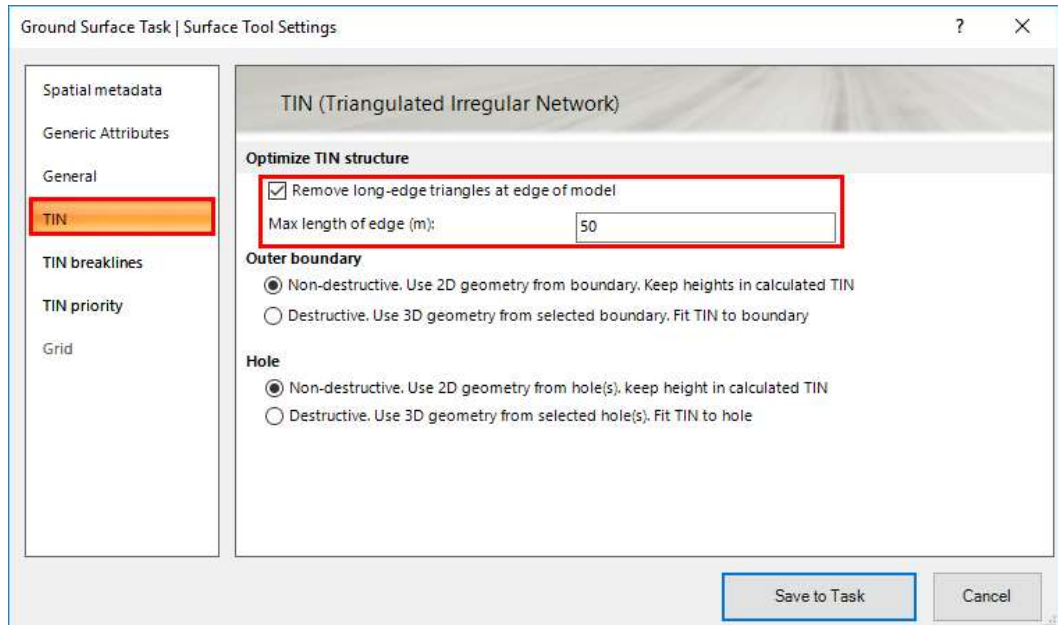 Ground Surface Task | Surface Tool Settings
?
Spatial metadata
Generic Attributes
General
TIN
TIN breaklines
TIN priority
Grid
TIN (Triangulated Irregular Network)
Optimize TIN structure
Remove long-edge triangles at edge of model
Max length of edge (m):
50
Outer boundary
Non-destructive. Use 2D geometry from boundary. Keep heights in calculated TIN
Destructive. Use 3D geometry from selected boundary. Fit TIN to boundary
Hole
Non-destructive. Use 2D geometry from hole(s). keep height in calculated TIN
Destructive. Use 3D geometry from selected hole(s). Fit TIN to hole
Save to Task
Cancel